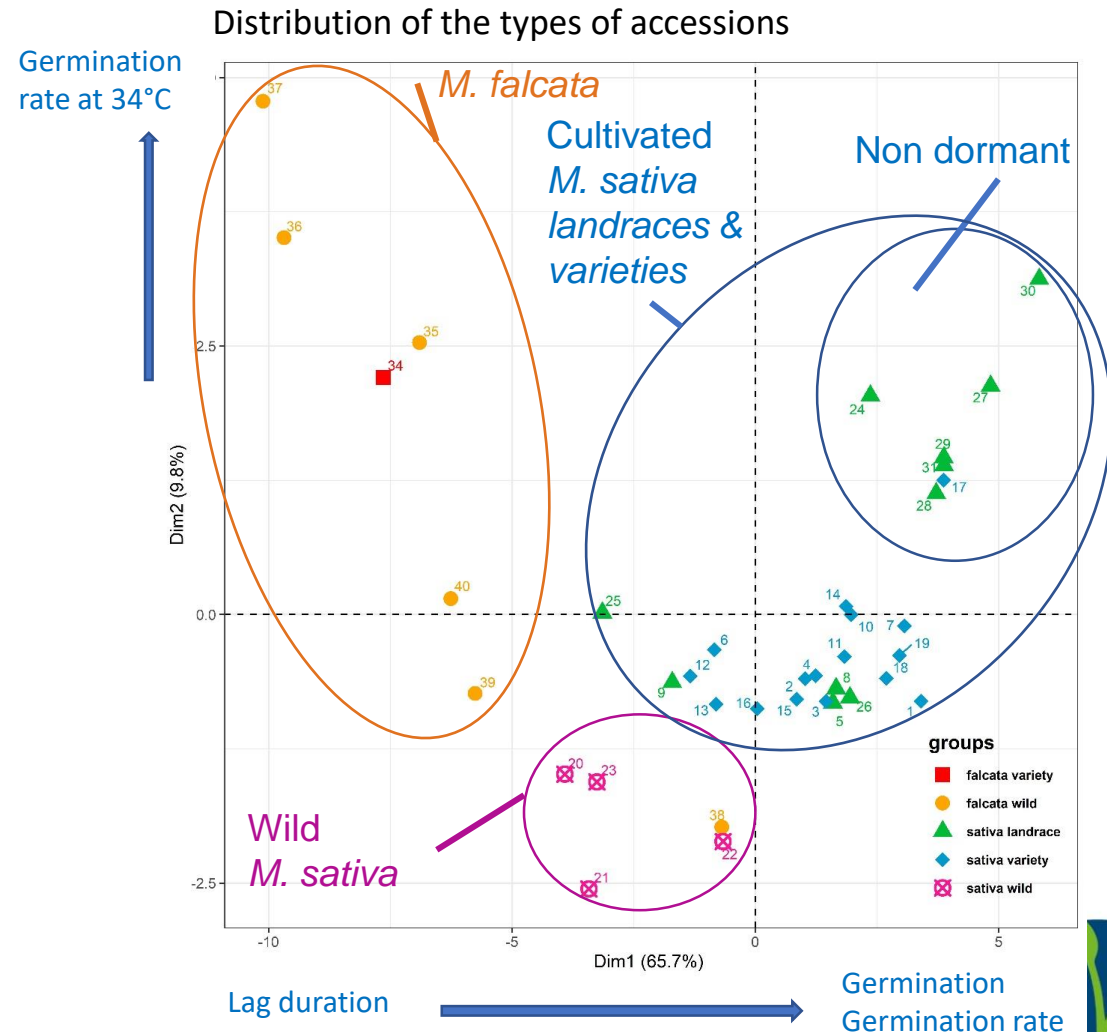 Distribution of the types of accessions
Germination
rate at 34°C
M. falcata
Cultivated
M. sativa
landraces &
varieties
Non dormant
37
36
35
34
30
24
27
29
31
17
28
2.5
Dim2 (9.8%)
40
39
0.0
25
14
10
7
6
11
19
12
4
18
9
2
8
13
16
15
3
26
5
1
20
23
38
22
21
Wild
M. sativa
-2.5
groups
falcata variety
falcata wild
sativa landrace
sativa variety
sativa wild
-10
-5
0
5
Dim1 (65.7%)
Lag duration
Germination
Germination rate